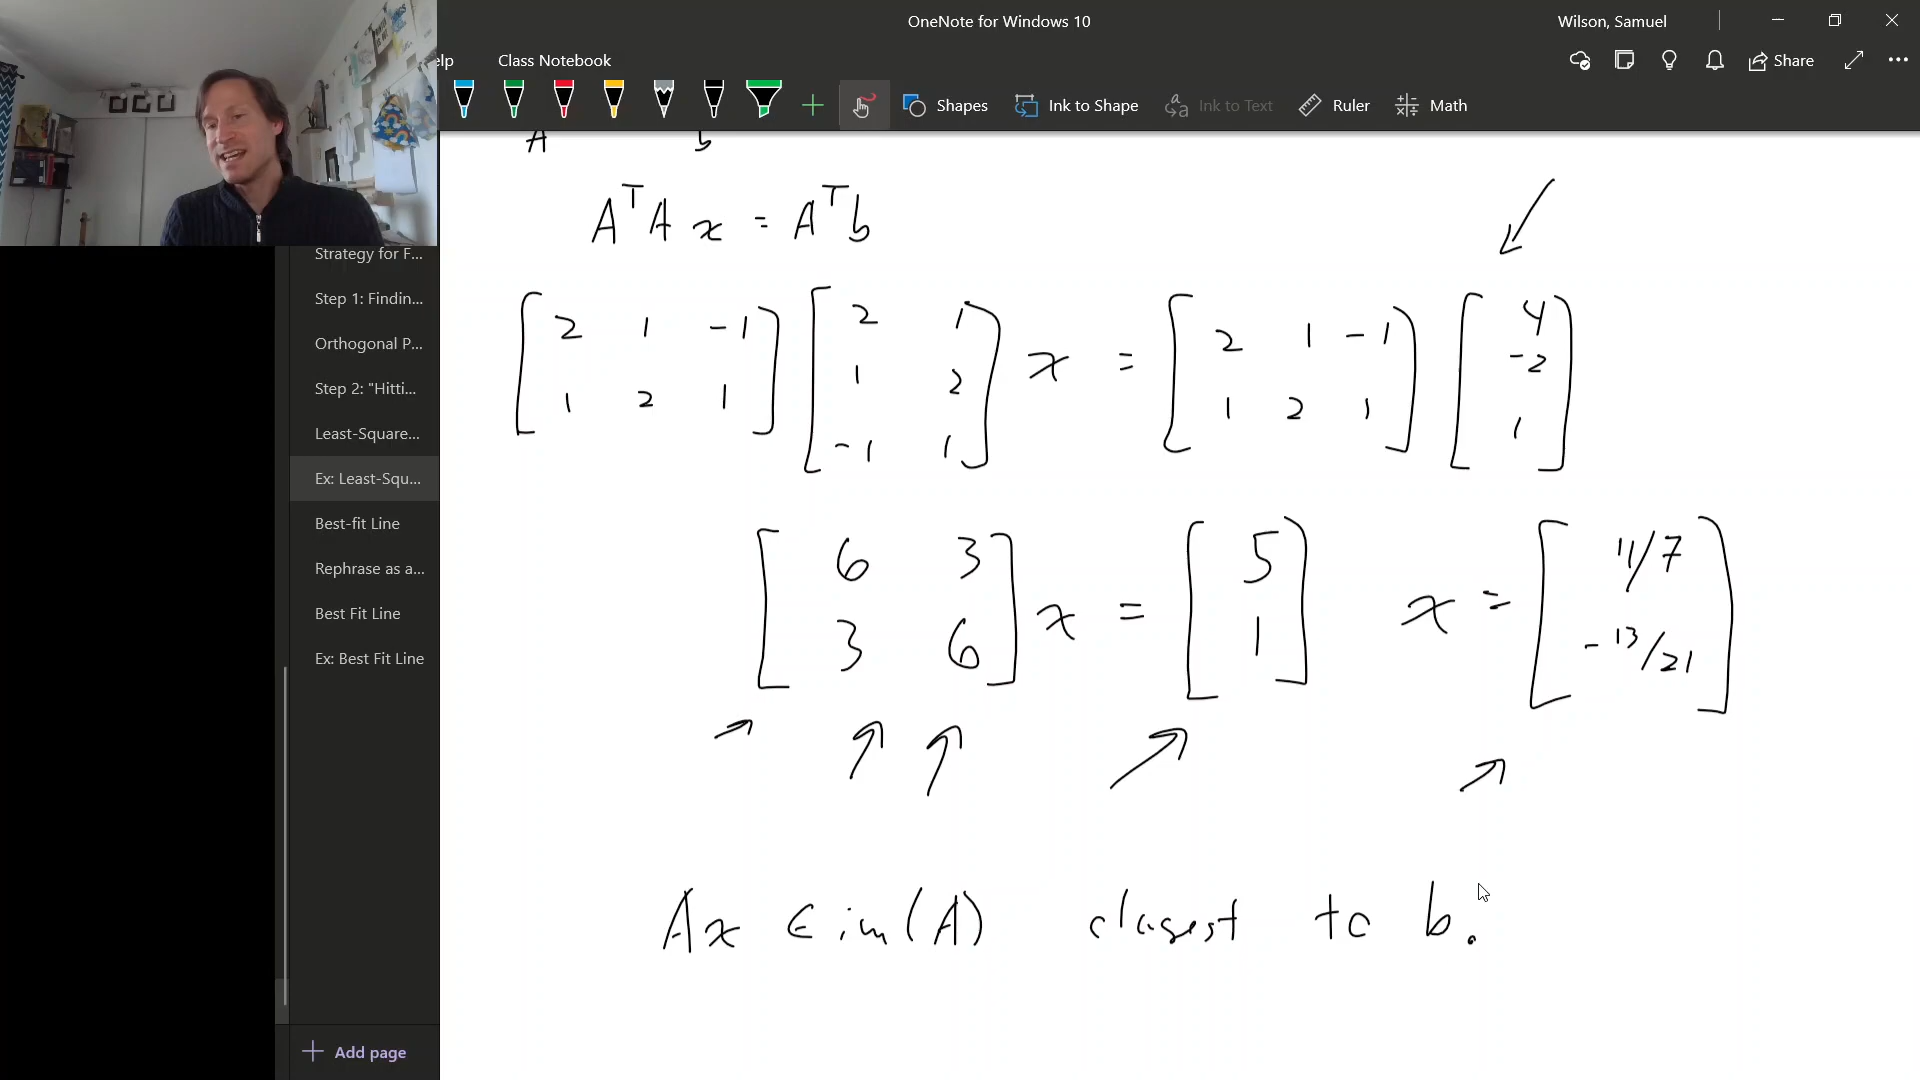 OneNote for Windows 10
Wilson, Samuel
elp Class Notebook
Share
Shapes Ink to Shape Ink to Text Ruler Math
A b
AᵀA x = Aᵀb
[2 1 -1; 1 2 1] [2 1; 1 2; -1 1] x = [2 1 -1; 1 2 1] [4; -2; 1]
[6 3; 3 6] x = [5; 1] x = [11/7; -13/21]
Ax ∈ im(A) closest to b.
Strategy for F...
Step 1: Findin...
Orthogonal P...
Step 2: "Hitti...
Least-Square...
Ex: Least-Squ...
Best-fit Line
Rephrase as a...
Best Fit Line
Ex: Best Fit Line
Add page